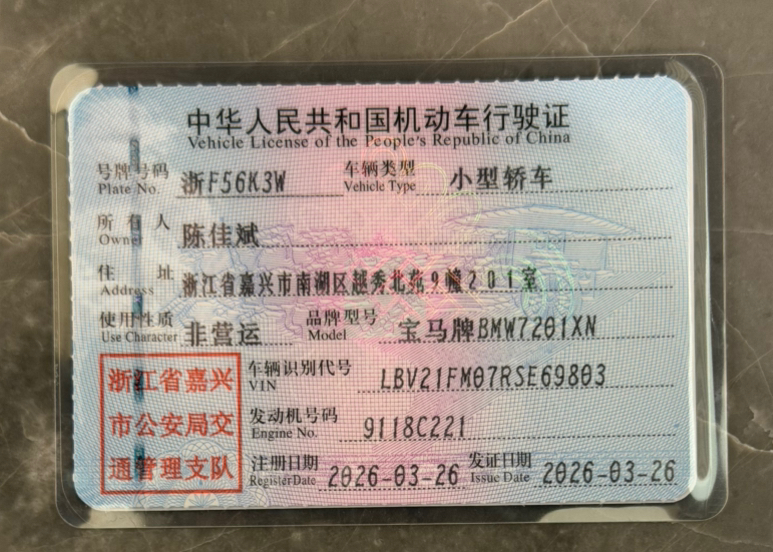 中华人民共和国机动车行驶证
Vehicle License of the People's Republic of China
号牌号码 浙F56K3W 车辆类型 小型轿车
Plate No. Vehicle Type
所有人 陈佳斌
Owner
住址 浙江省嘉兴市南湖区越秀北苑9幢201室
Address
使用性质 非营运 品牌型号 宝马牌BMW7201XN
Use Character Model
浙江省嘉兴
市公安局交
通管理支队
车辆识别代号 LBV21FM07RSE69803
VIN
发动机号码 9118C221
Engine No.
注册日期 2026-03-26 发证日期 2026-03-26
Register Date Issue Date